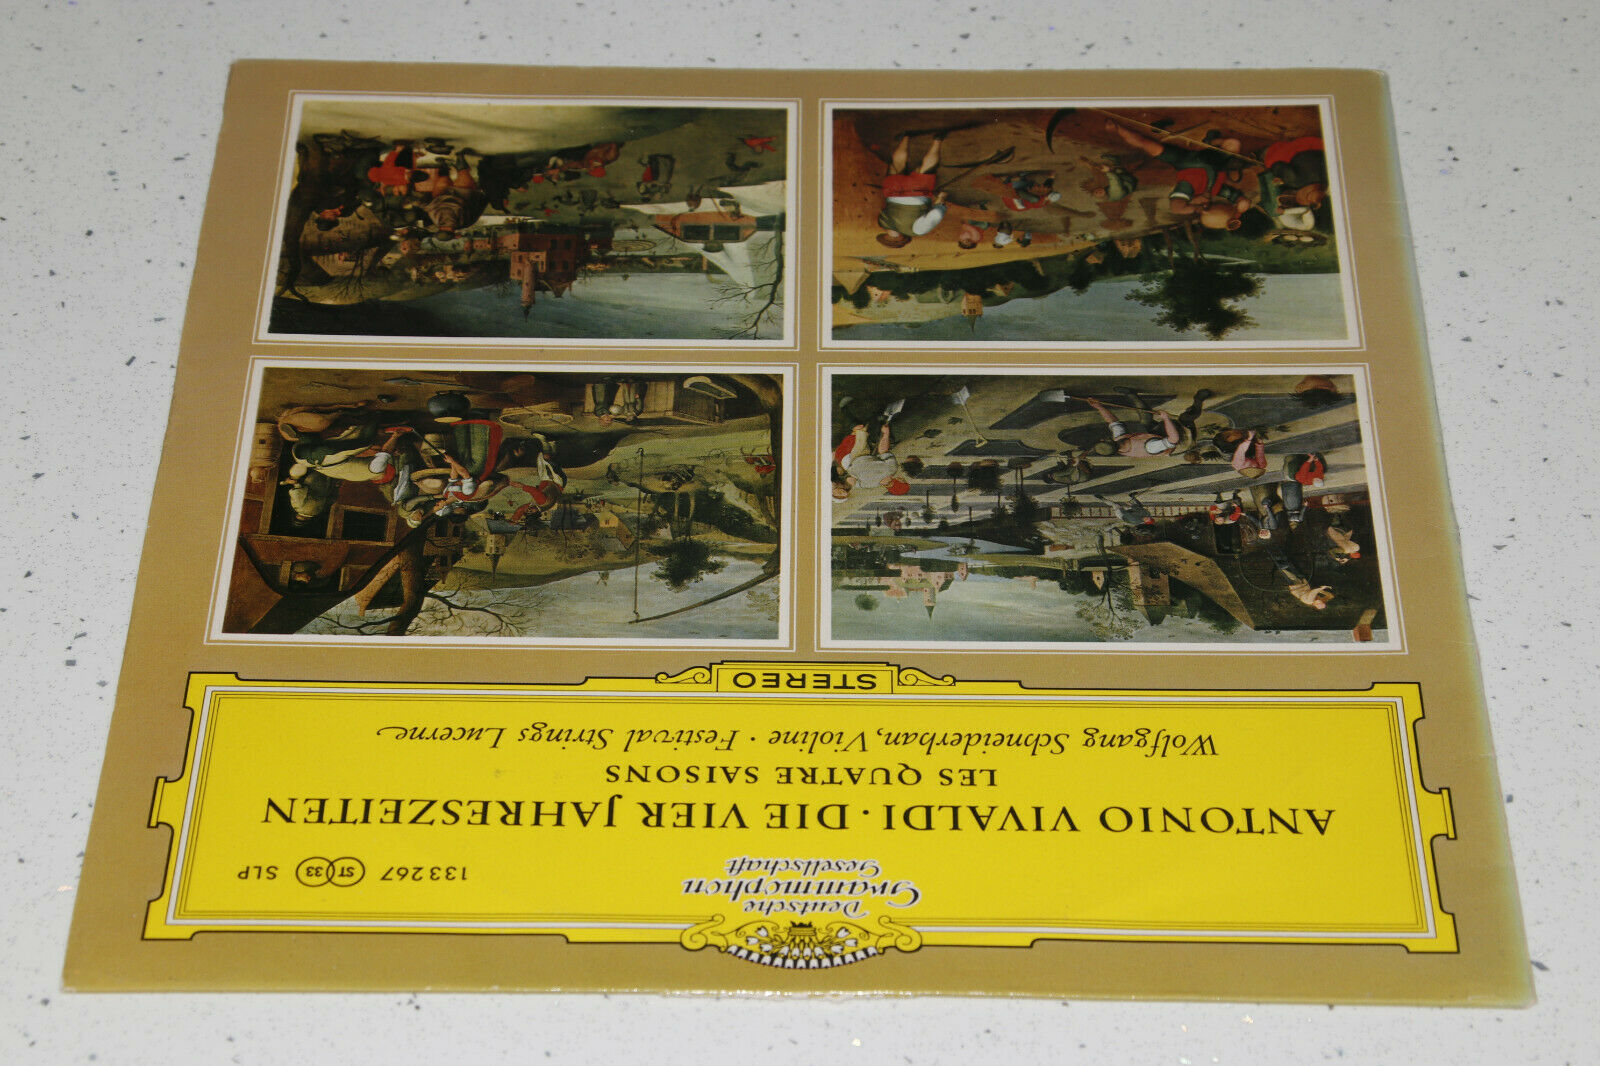 Deutsche
Grammophon
Gesellschaft
133 267 ST 33 SLP
ANTONIO VIVALDI · DIE VIER JAHRESZEITEN
LES QUATRE SAISONS
Wolfgang Schneiderhan, Violine · Festival Strings Lucerne
STEREO